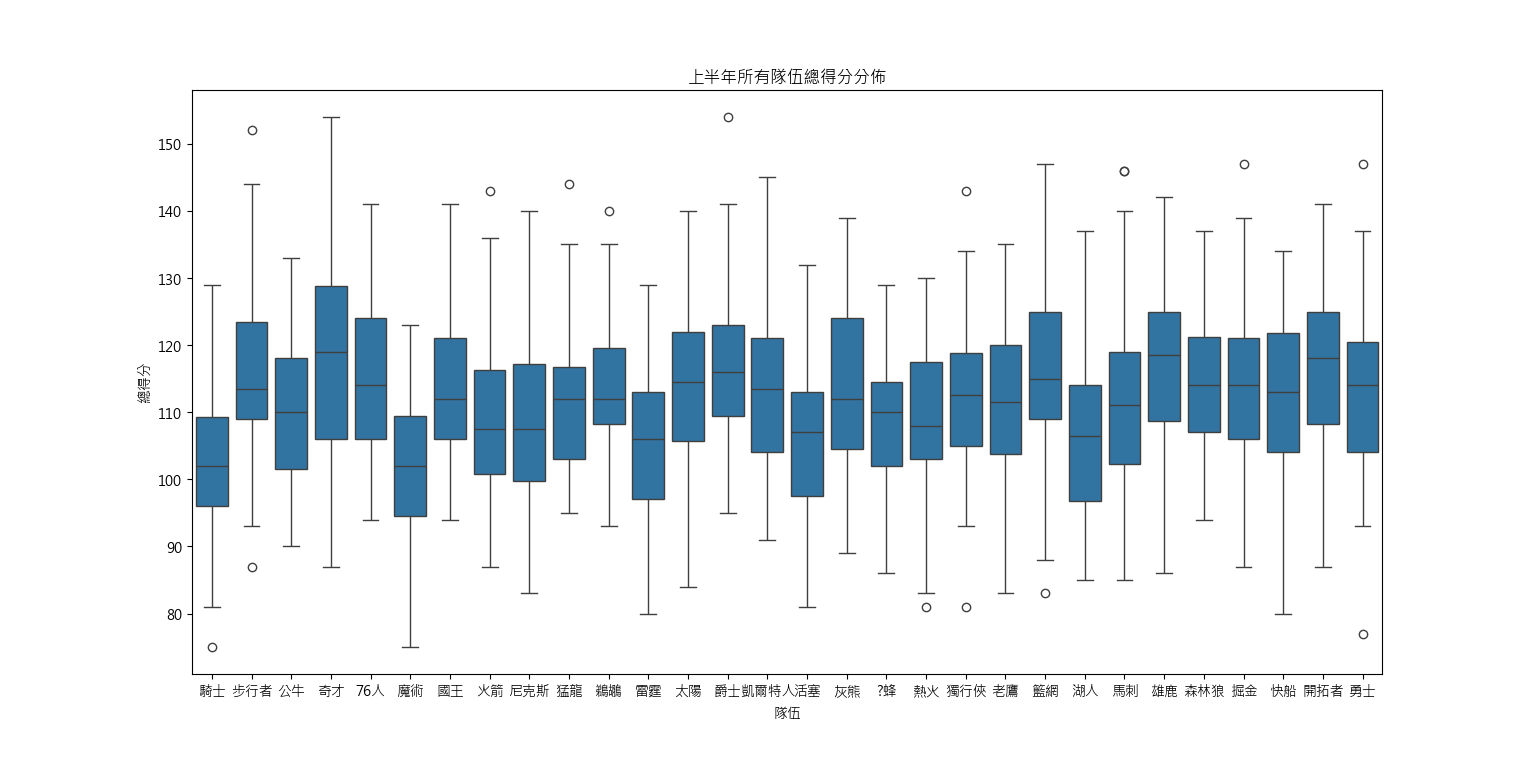 上半年所有隊伍總得分分佈
150
140
130
120
110
100
90
80
總得分
騎士 步行者 公牛 奇才 76人 魔術 國王 火箭 尼克斯 猛龍 鵜鶘 雷霆 太陽 爵士 凱爾特人 活塞 灰熊 ?蜂 熱火 獨行俠 老鷹 籃網 湖人 馬刺 雄鹿 森林狼 掘金 快船 開拓者 勇士
隊伍